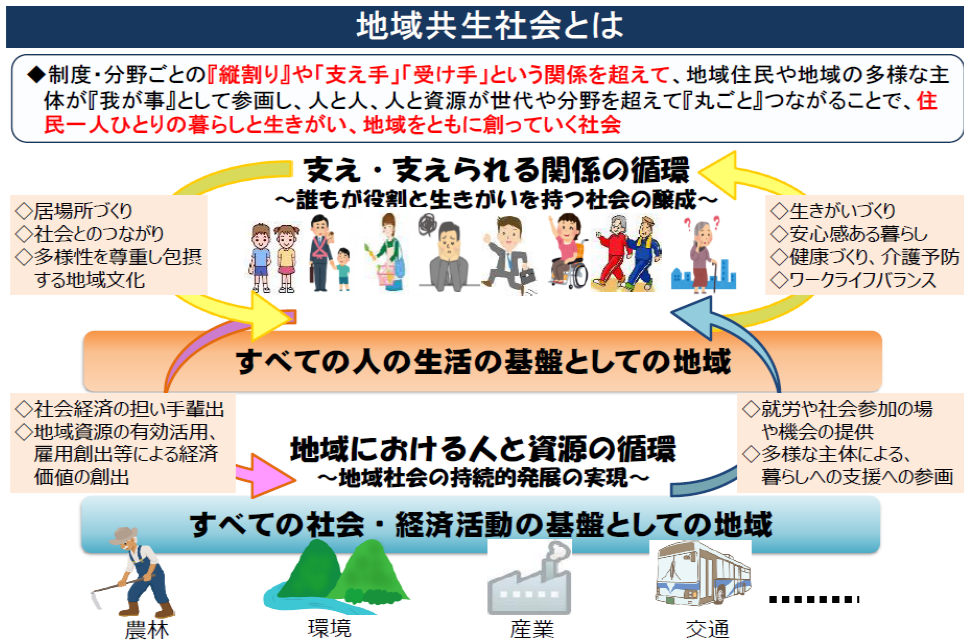 地域共生社会とは
◆制度・分野ごとの『縦割り』や「支え手」「受け手」という関係を超えて、地域住民や地域の多様な主
体が『我が事』として参画し、人と人、人と資源が世代や分野を超えて『丸ごと』つながることで、住
民一人ひとりの暮らしと生きがい、地域をともに創っていく社会
支え・支えられる関係の循環
～誰もが役割と生きがいを持つ社会の醸成～
◇居場所づくり
◇社会とのつながり
◇多様性を尊重し包摂
する地域文化
◇生きがいづくり
◇安心感ある暮らし
◇健康づくり、介護予防
◇ワークライフバランス
すべての人の生活の基盤としての地域
◇社会経済の担い手輩出
◇地域資源の有効活用、
雇用創出等による経済
価値の創出
地域における人と資源の循環
～地域社会の持続的発展の実現～
◇就労や社会参加の場
や機会の提供
◇多様な主体による、
暮らしへの支援への参画
すべての社会・経済活動の基盤としての地域
農林
環境
産業
交通